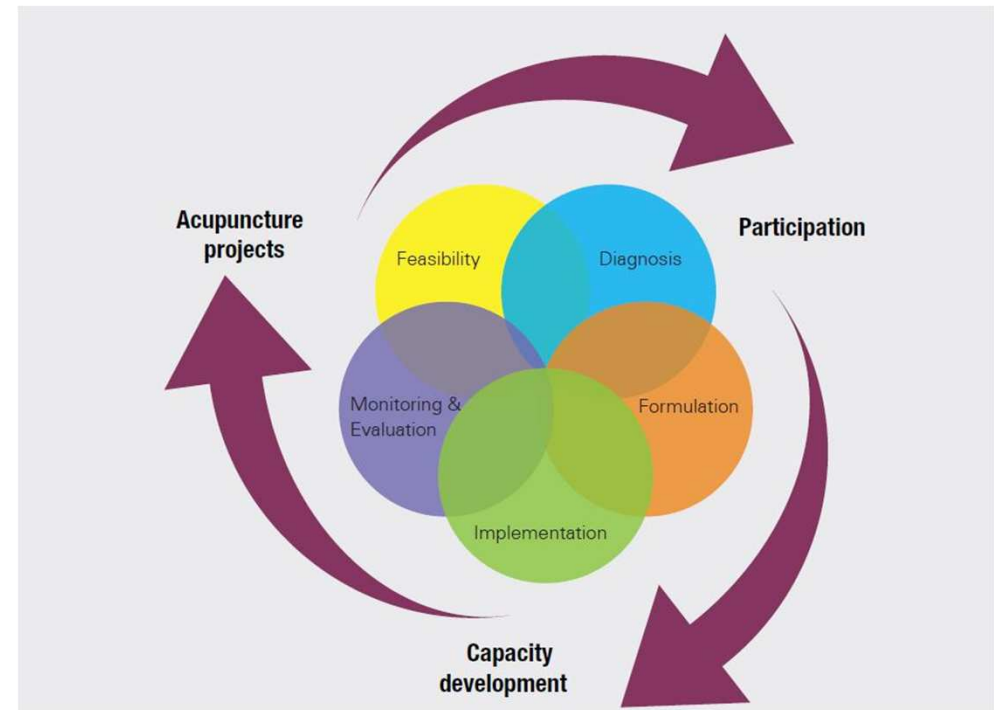 Acupuncture
projects
Participation
Feasibility
Diagnosis
Monitoring &
Evaluation
Formulation
Implementation
Capacity
development